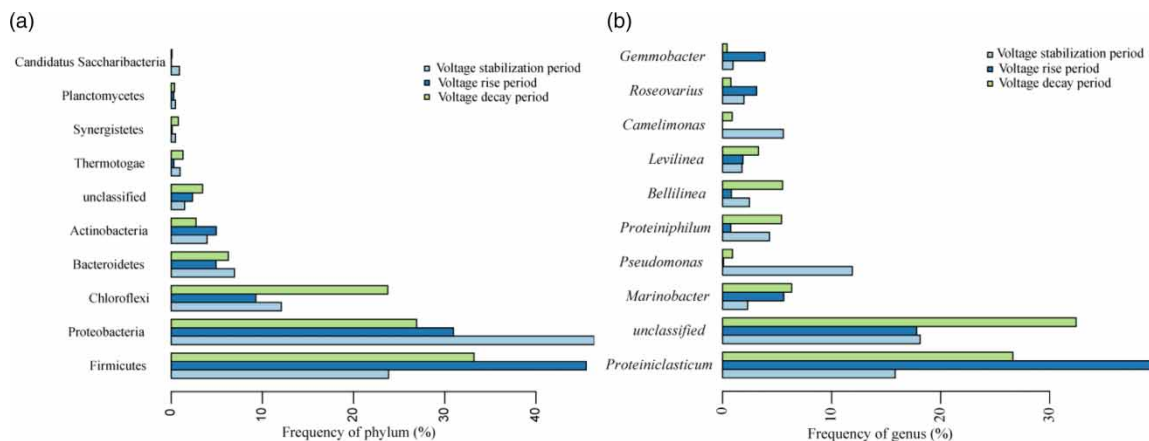 (a)
Candidatus Saccharibacteria
Planctomycetes
Synergistetes
Thermotogae
unclassified
Actinobacteria
Bacteroidetes
Chloroflexi
Proteobacteria
Firmicutes
Voltage stabilization period
Voltage rise period
Voltage decay period
0
10
20
30
40
Frequency of phylum (%)
(b)
Gemmobacter
Roseovarius
Camelimonas
Levilinea
Bellilinea
Proteiniphilum
Pseudomonas
Marinobacter
unclassified
Proteiniclasticum
Voltage stabilization period
Voltage rise period
Voltage decay period
0
10
20
30
Frequency of genus (%)